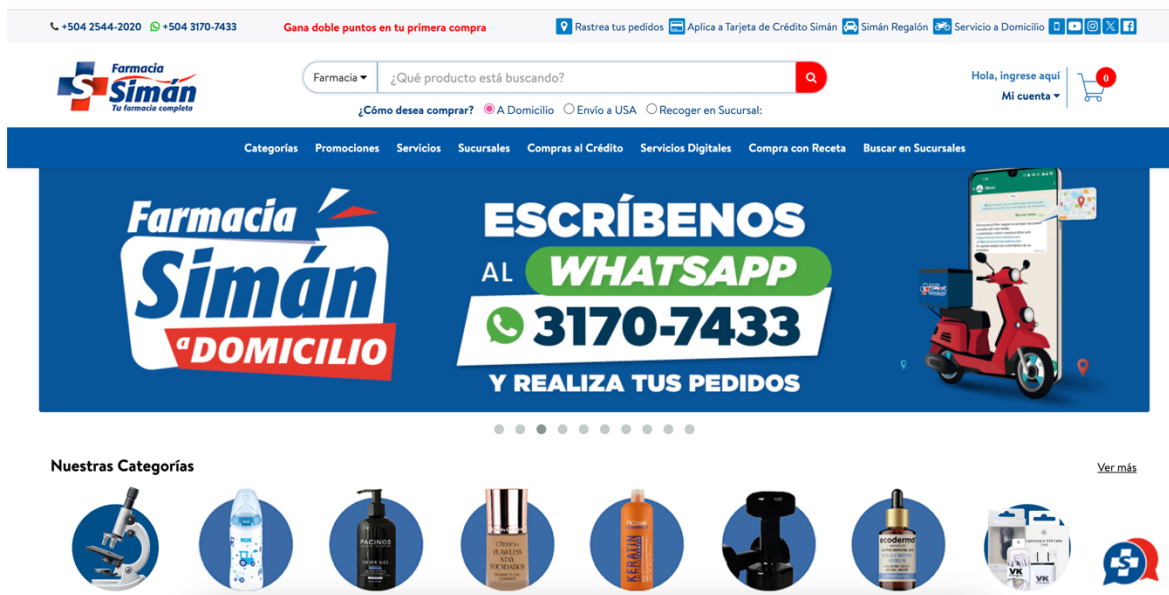 +504 2544-2020 +504 3170-7433 Gana doble puntos en tu primera compra Rastrea tus pedidos Aplica a Tarjeta de Crédito Simán Simán Regalón Servicio a Domicilio
Farmacia
Simán
Tu farmacia completa
Farmacia ¿Qué producto está buscando?
¿Cómo desea comprar? A Domicilio Envío a USA Recoger en Sucursal:
Hola, ingrese aquí
Mi cuenta
0
Categorías Promociones Servicios Sucursales Compras al Crédito Servicios Digitales Compra con Receta Buscar en Sucursales
Farmacia
Simán
a DOMICILIO
ESCRÍBENOS
AL WHATSAPP
3170-7433
Y REALIZA TUS PEDIDOS
Nuestras Categorías Ver más
NUK
PACINOS
FLAWLESS
STAY
FOUNDATION
KERATIN
ecoderma
VK
VK